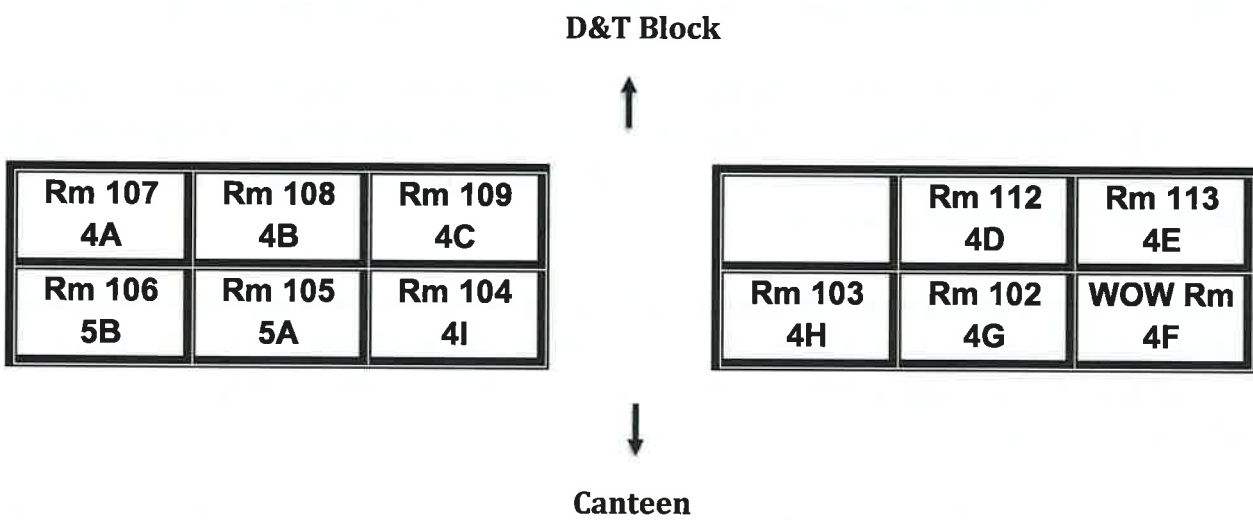 D&T Block
Rm 107 Rm 108 Rm 109
4A 4B 4C
Rm 106 Rm 105 Rm 104
5B 5A 4I
Rm 112 Rm 113
4D 4E
Rm 103 Rm 102 WOW Rm
4H 4G 4F
Canteen